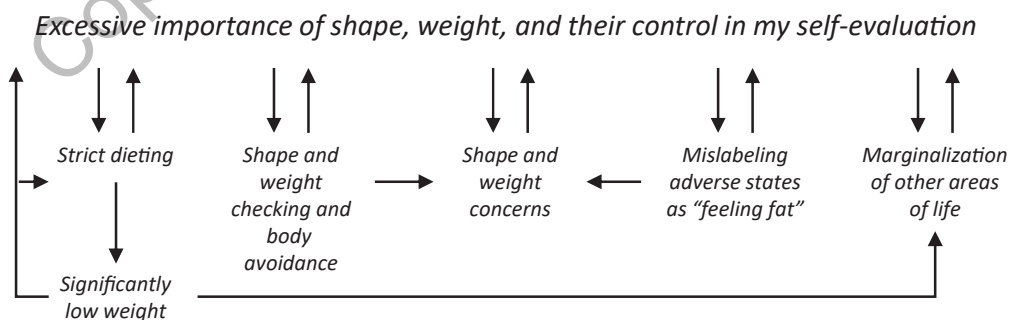 Cop
Excessive importance of shape, weight, and their control in my self-evaluation
Strict dieting
Shape and
weight
checking and
body
avoidance
Shape and
weight
concerns
Mislabeling
adverse states
as “feeling fat”
Marginalization
of other areas
of life
Significantly
low weight